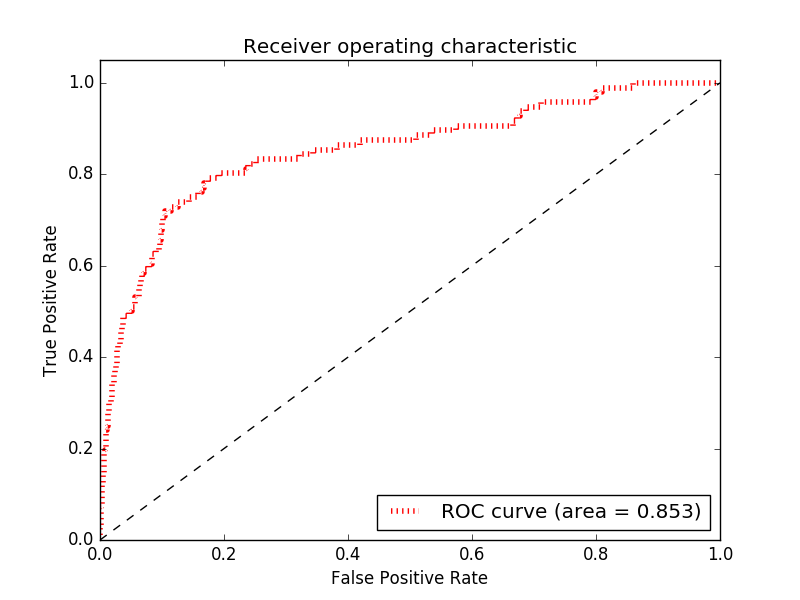 Receiver operating characteristic
1.0
0.8
0.6
0.4
0.2
0.0
True Positive Rate
ROC curve (area = 0.853)
0.0 0.2 0.4 0.6 0.8 1.0
False Positive Rate